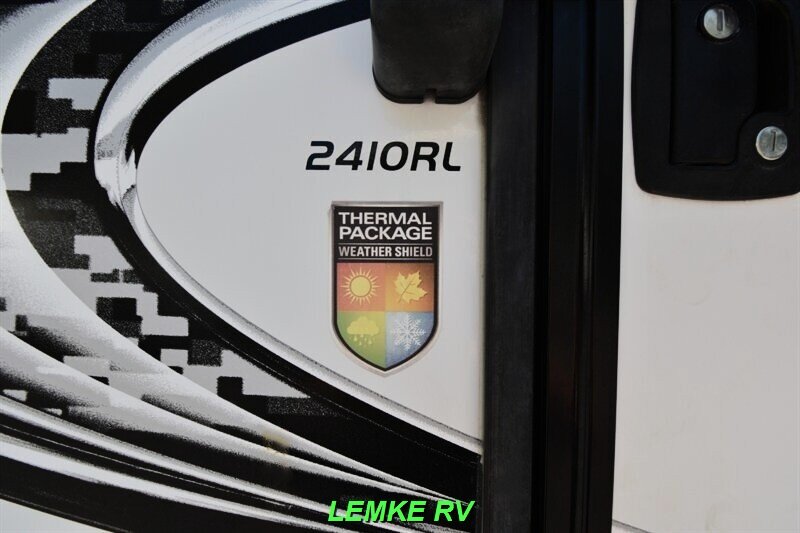 2410RL
THERMAL
PACKAGE
WEATHER SHIELD
LEMKE RV